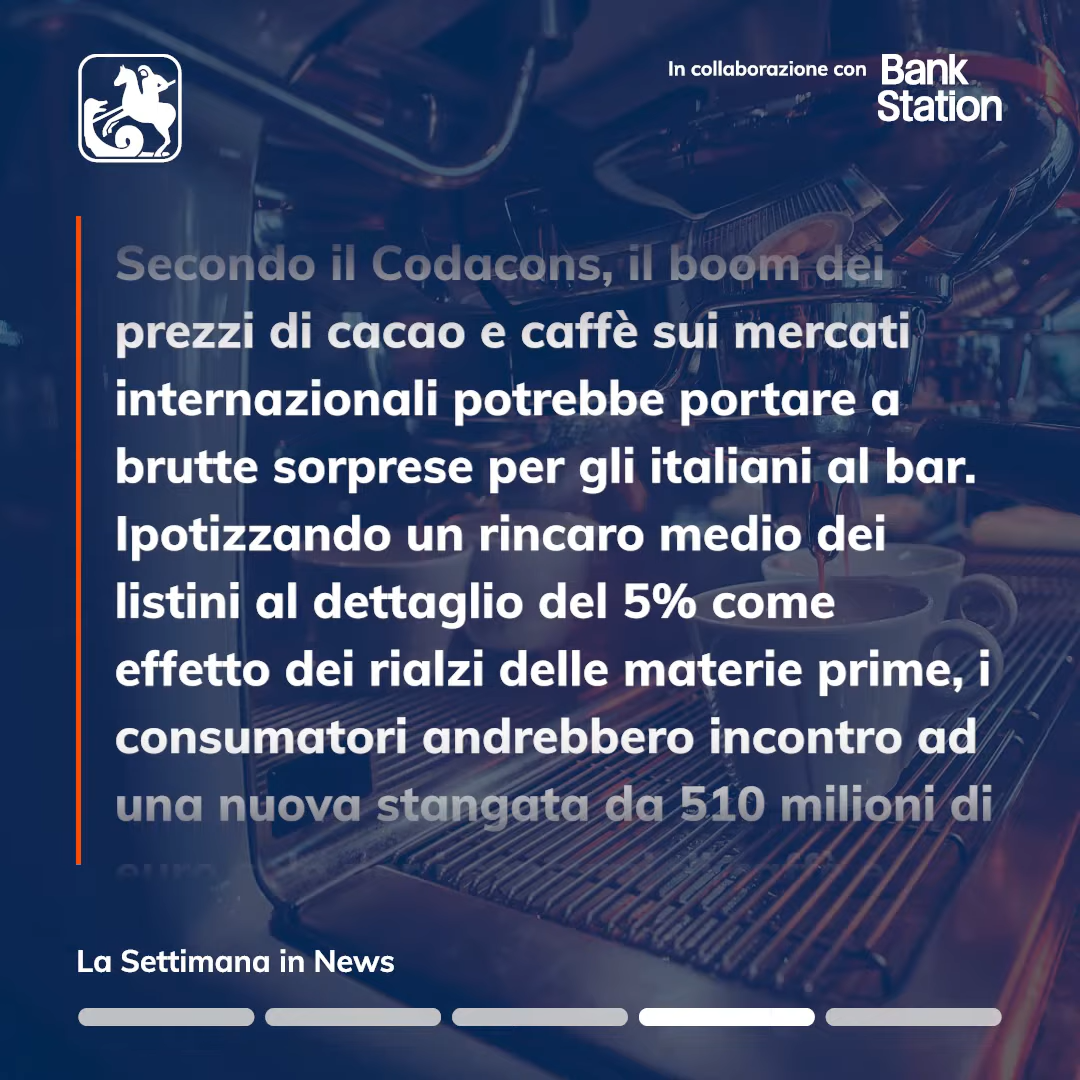 In collaborazione con
Bank
Station
Secondo il Codacons, il boom dei
prezzi di cacao e caffè sui mercati
internazionali potrebbe portare a
brutte sorprese per gli italiani al bar.
Ipotizzando un rincaro medio dei
listini al dettaglio del 5% come
effetto dei rialzi delle materie prime, i
consumatori andrebbero incontro ad
una nuova stangata da 510 milioni di
euro
La Settimana in News